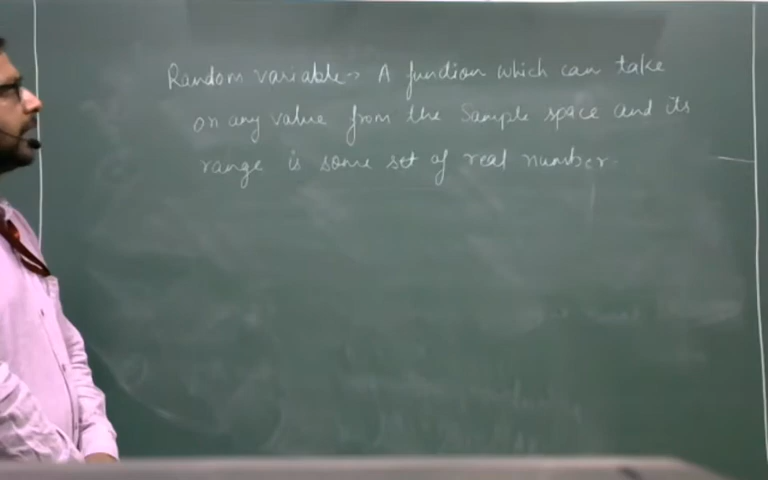 Random variable -> A function which can take
on any value from the Sample space and its
range is some set of real number.